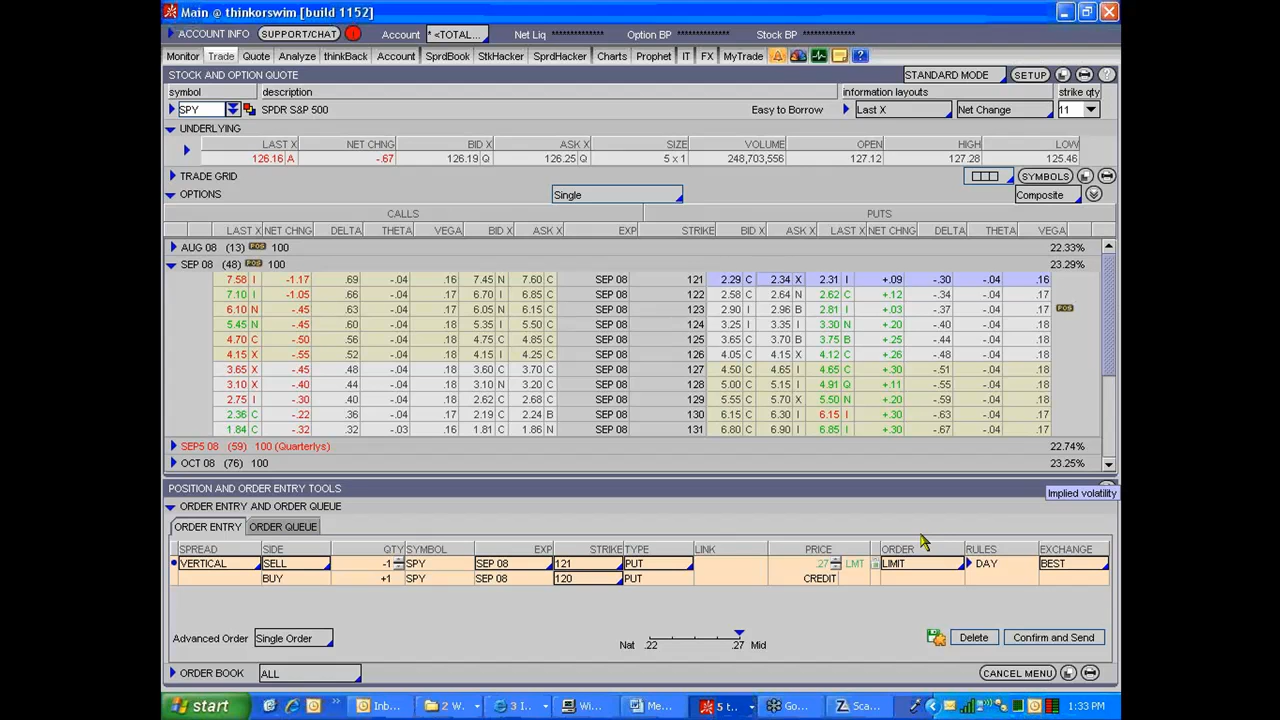 Main @ thinkorswim [build 1152]
ACCOUNT INFO SUPPORT/CHAT ! Account * <TOTAL... Net Liq ************* Option BP ************* Stock BP *************
Monitor Trade Quote Analyze thinkBack Account SprdBook StkHacker SprdHacker Charts Prophet IT FX MyTrade ?
STOCK AND OPTION QUOTE STANDARD MODE SETUP ?
symbol description information layouts strike qty
SPY SPDR S&P 500 Easy to Borrow Last X Net Change 11
UNDERLYING
LAST X NET CHNG BID X ASK X SIZE VOLUME OPEN HIGH LOW
126.16 A -.67 126.19 Q 126.25 Q 5 x 1 248,703,556 127.12 127.28 125.46
TRADE GRID SYMBOLS
OPTIONS Single Composite
CALLS PUTS
LAST X NET CHNG DELTA THETA VEGA BID X ASK X EXP STRIKE BID X ASK X LAST X NET CHNG DELTA THETA VEGA
AUG 08 (13) POS 100 22.33%
SEP 08 (48) POS 100 23.29%
7.58 I -1.17 .69 -.04 .16 7.45 N 7.60 C SEP 08 121 2.29 C 2.34 X 2.31 I +.09 -.30 -.04 .16
7.10 I -1.05 .66 -.04 .17 6.70 I 6.85 C SEP 08 122 2.58 C 2.64 N 2.62 C +.12 -.34 -.04 .17
6.10 N -.45 .63 -.04 .17 6.05 N 6.15 C SEP 08 123 2.90 I 2.96 B 2.81 I +.03 -.37 -.04 .17 POS
5.45 N -.45 .60 -.04 .18 5.35 I 5.50 C SEP 08 124 3.25 I 3.35 I 3.30 N +.20 -.40 -.04 .18
4.70 C -.50 .56 -.04 .18 4.75 C 4.85 C SEP 08 125 3.65 C 3.70 B 3.75 B +.25 -.44 -.04 .18
4.15 X -.55 .52 -.04 .18 4.15 I 4.25 C SEP 08 126 4.05 C 4.15 X 4.12 C +.26 -.48 -.04 .18
3.65 X -.45 .48 -.04 .18 3.60 C 3.70 C SEP 08 127 4.50 C 4.65 I 4.65 C +.30 -.51 -.04 .18
3.10 X -.40 .44 -.04 .18 3.10 N 3.20 C SEP 08 128 5.00 C 5.15 I 4.91 Q +.11 -.55 -.04 .18
2.75 I -.30 .40 -.04 .18 2.62 C 2.68 C SEP 08 129 5.55 C 5.70 X 5.50 N +.20 -.59 -.04 .18
2.36 C -.22 .36 -.04 .17 2.19 C 2.24 B SEP 08 130 6.15 C 6.30 I 6.15 I +.30 -.63 -.04 .17
1.84 C -.32 .32 -.03 .17 1.81 C 1.86 N SEP 08 131 6.80 C 6.90 I 6.85 I +.30 -.67 -.04 .17
SEP5 08 (59) 100 (Quarterlys) 22.74%
OCT 08 (76) 100 23.25%
POSITION AND ORDER ENTRY TOOLS
Implied volatility
ORDER ENTRY AND ORDER QUEUE
ORDER ENTRY ORDER QUEUE
SPREAD SIDE QTY SYMBOL EXP STRIKE TYPE LINK PRICE ORDER RULES EXCHANGE
VERTICAL SELL -1 SPY SEP 08 121 PUT .27 LMT LIMIT DAY BEST
BUY +1 SPY SEP 08 120 PUT CREDIT
Advanced Order Single Order Nat .22 .27 Mid Delete Confirm and Send
ORDER BOOK ALL CANCEL MENU
start Inb... 2 W... 3 I... Wi... Me... 5 t... Go... Sca... 1:33 PM